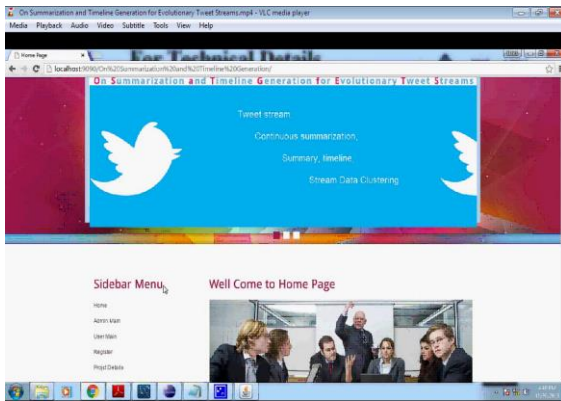 On Summarization and Timeline Generation for Evolutionary Tweet Streams.mp4 - VLC media player
Media Playback Audio Video Subtitle Tools View Help
For Technical Details
Home Page
localhost:9090/On%20Summarization%20and%20Timeline%20Generation/
On Summarization and Timeline Generation for Evolutionary Tweet Streams
Tweet stream
Continuous summarization,
Summary, timeline,
Stream Data Clustering
Sidebar Menu
Well Come to Home Page
Home
Admin Main
User Main
Register
Projst Details